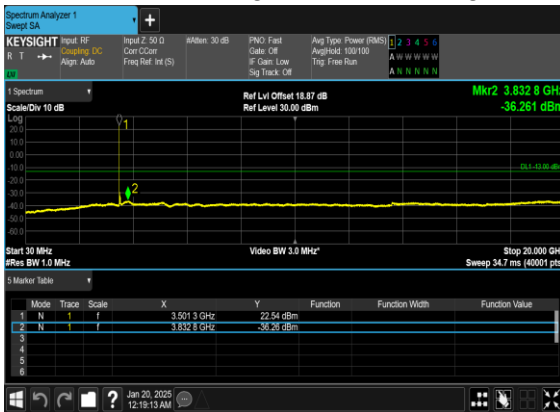 Spectrum Analyzer 1
Swept SA
KEYSIGHT Input: RF Input Z: 50 Ω #Atten: 30 dB PNO: Fast Avg Type: Power (RMS) 1 2 3 4 5 6
R T Coupling: DC Corr CCorr Gate: Off Avg|Hold: 100/100 A W W W W W
Align: Auto Freq Ref: Int (S) IF Gain: Low Trig: Free Run
Sig Track: Off A N N N N N
1 Spectrum Ref Lvl Offset 18.87 dB Mkr2 3.832 8 GHz
Scale/Div 10 dB Ref Level 30.00 dBm -36.261 dBm
Log
20.0
10.0
0.00
-10.0 DL1 -13.00 dBm
-20.0
-30.0
-40.0
-50.0
-60.0
1
2
Start 30 MHz Video BW 3.0 MHz* Stop 20.000 GH
#Res BW 1.0 MHz Sweep 34.7 ms (40001 pts
5 Marker Table
Mode Trace Scale X Y Function Function Width Function Value
1 N 1 f 3.501 3 GHz 22.54 dBm
2 N 1 f 3.832 8 GHz -36.26 dBm
3
4
5
6
? Jan 20, 2025
12:19:13 AM